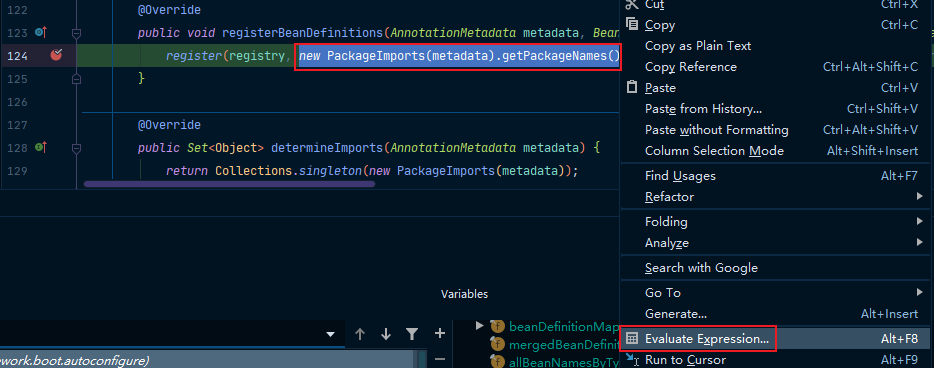 122 @Override
123 public void registerBeanDefinitions(AnnotationMetadata metadata, Bean
124 register(registry, new PackageImports(metadata).getPackageNames()
125 }
126
127 @Override
128 public Set<Object> determineImports(AnnotationMetadata metadata) {
129 return Collections.singleton(new PackageImports(metadata));
Cut Ctrl+X
Copy Ctrl+C
Copy as Plain Text
Copy Reference Ctrl+Alt+Shift+C
Paste Ctrl+V
Paste from History... Ctrl+Shift+V
Paste without Formatting Ctrl+Alt+Shift+V
Column Selection Mode Alt+Shift+Insert
Find Usages Alt+F7
Refactor
Folding
Analyze
Search with Google
Go To
Generate... Alt+Insert
Evaluate Expression... Alt+F8
Run to Cursor Alt+F9
Variables
beanDefinitionMap
mergedBeanDefini
allBeanNamesByTy
ework.boot.autoconfigure)